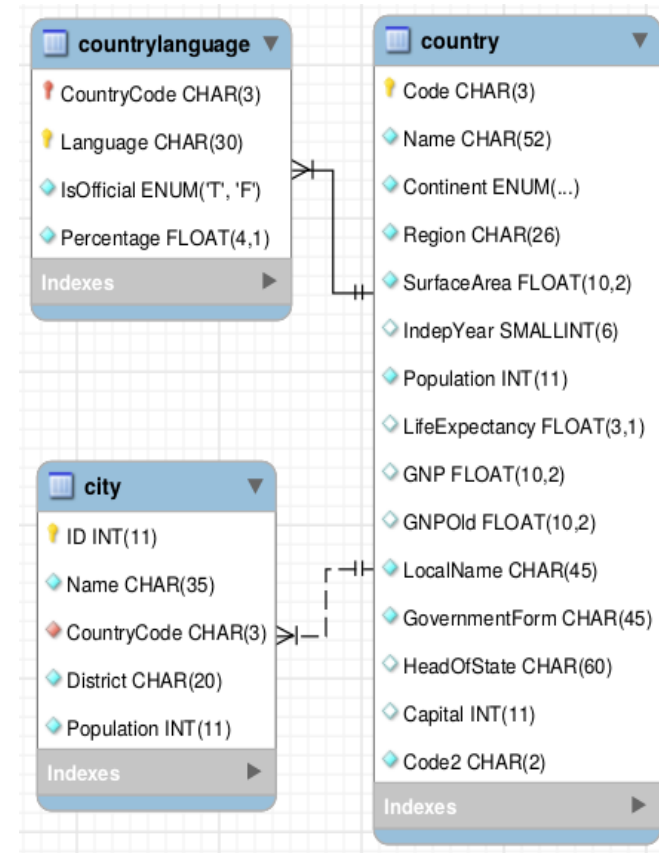 countrylanguage
CountryCode CHAR(3)
Language CHAR(30)
IsOfficial ENUM('T', 'F')
Percentage FLOAT(4,1)
Indexes
country
Code CHAR(3)
Name CHAR(52)
Continent ENUM(...)
Region CHAR(26)
SurfaceArea FLOAT(10,2)
IndepYear SMALLINT(6)
Population INT(11)
LifeExpectancy FLOAT(3,1)
GNP FLOAT(10,2)
GNPOld FLOAT(10,2)
LocalName CHAR(45)
GovernmentForm CHAR(45)
HeadOfState CHAR(60)
Capital INT(11)
Code2 CHAR(2)
Indexes
city
ID INT(11)
Name CHAR(35)
CountryCode CHAR(3)
District CHAR(20)
Population INT(11)
Indexes